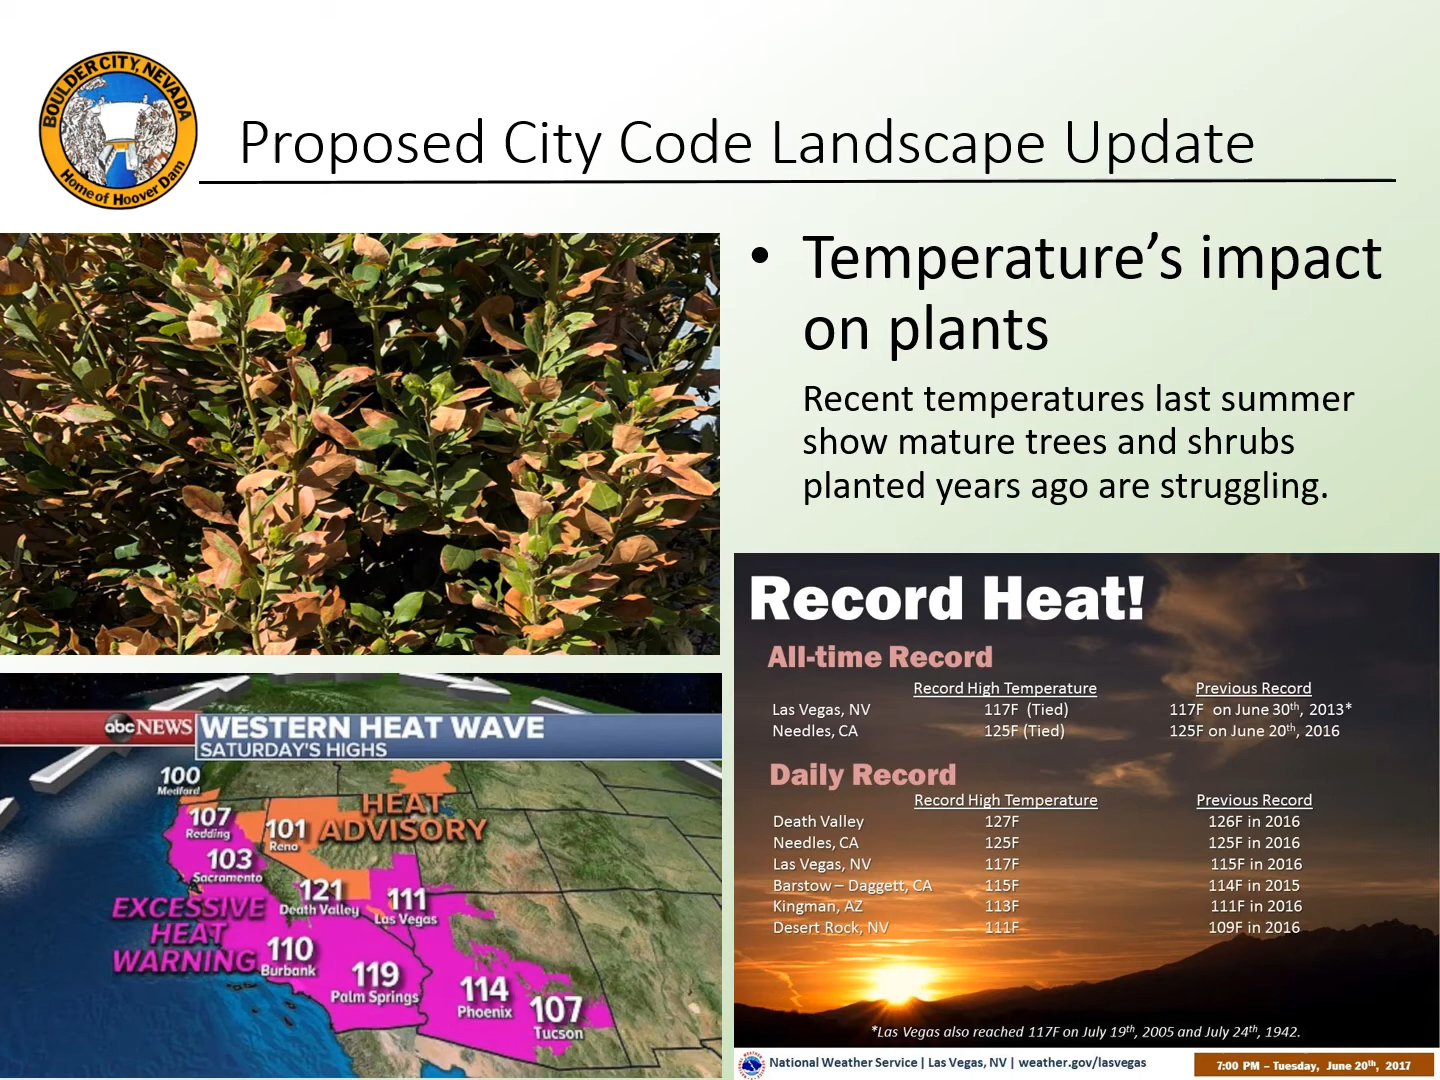 BOULDER CITY, NEVADA
Home of Hoover Dam
Proposed City Code Landscape Update
• Temperature’s impact
on plants
Recent temperatures last summer
show mature trees and shrubs
planted years ago are struggling.
abc NEWS
WESTERN HEAT WAVE
SATURDAY'S HIGHS
100
Medford
107
Redding
101
Reno
HEAT
ADVISORY
103
Sacramento
121
Death Valley
111
Las Vegas
EXCESSIVE
HEAT
WARNING
110
Burbank
119
Palm Springs
114
Phoenix
107
Tucson
Record Heat!
All-time Record
Record High Temperature Previous Record
Las Vegas, NV 117F (Tied) 117F on June 30th, 2013*
Needles, CA 125F (Tied) 125F on June 20th, 2016
Daily Record
Record High Temperature Previous Record
Death Valley 127F 126F in 2016
Needles, CA 125F 125F in 2016
Las Vegas, NV 117F 115F in 2016
Barstow – Daggett, CA 115F 114F in 2015
Kingman, AZ 113F 111F in 2016
Desert Rock, NV 111F 109F in 2016
*Las Vegas also reached 117F on July 19th, 2005 and July 24th, 1942.
National Weather Service | Las Vegas, NV | weather.gov/lasvegas
7:00 PM – Tuesday, June 20th, 2017